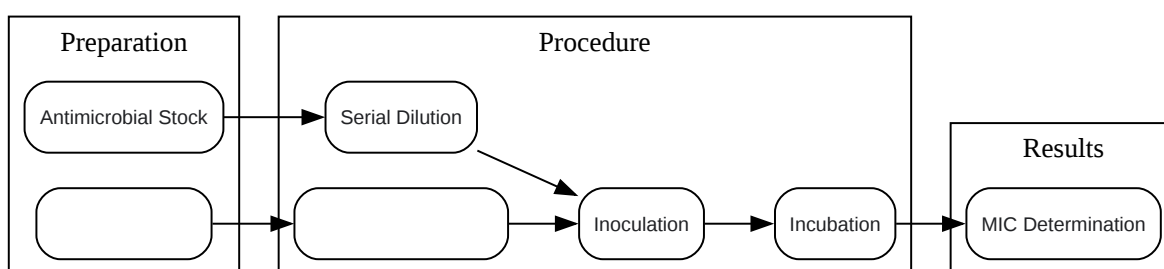 Preparation
Procedure
Antimicrobial Stock
Serial Dilution
Results
Inoculation
Incubation
MIC Determination